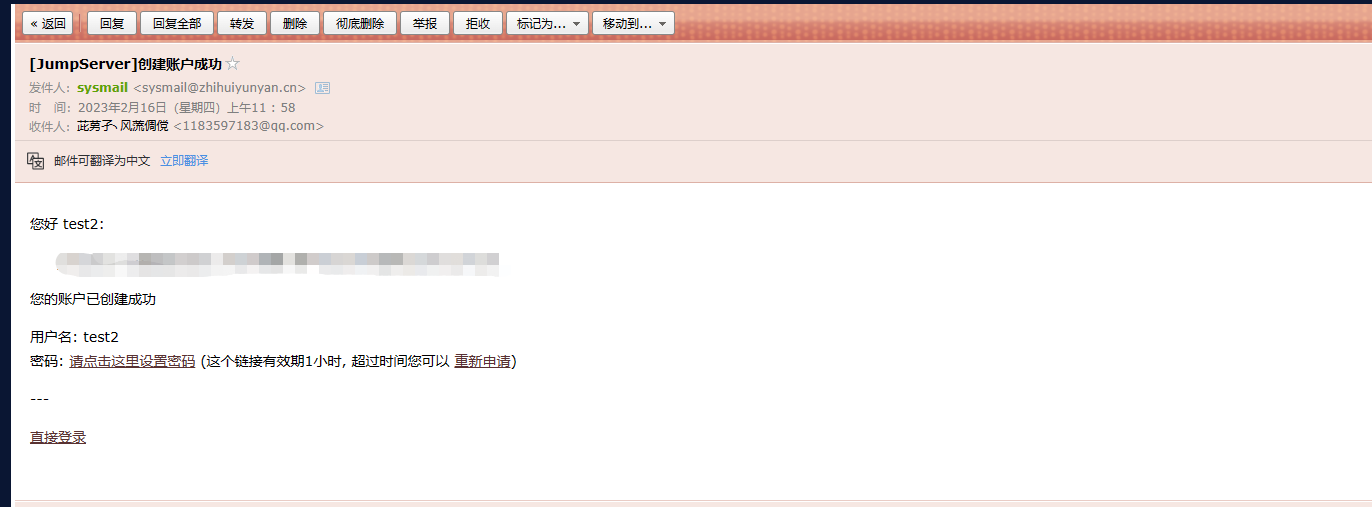 « 返回 回复 回复全部 转发 删除 彻底删除 举报 拒收 标记为... 移动到...
[JumpServer]创建账户成功
发件人：sysmail <sysmail@zhihuiyunyan.cn>
时 间：2023年2月16日（星期四）上午11：58
收件人：茈莮孓丶风荡倜傥 <1183597183@qq.com>
邮件可翻译为中文 立即翻译
您好 test2：
您的账户已创建成功
用户名: test2
密码: 请点击这里设置密码 (这个链接有效期1小时, 超过时间您可以 重新申请)
---
直接登录